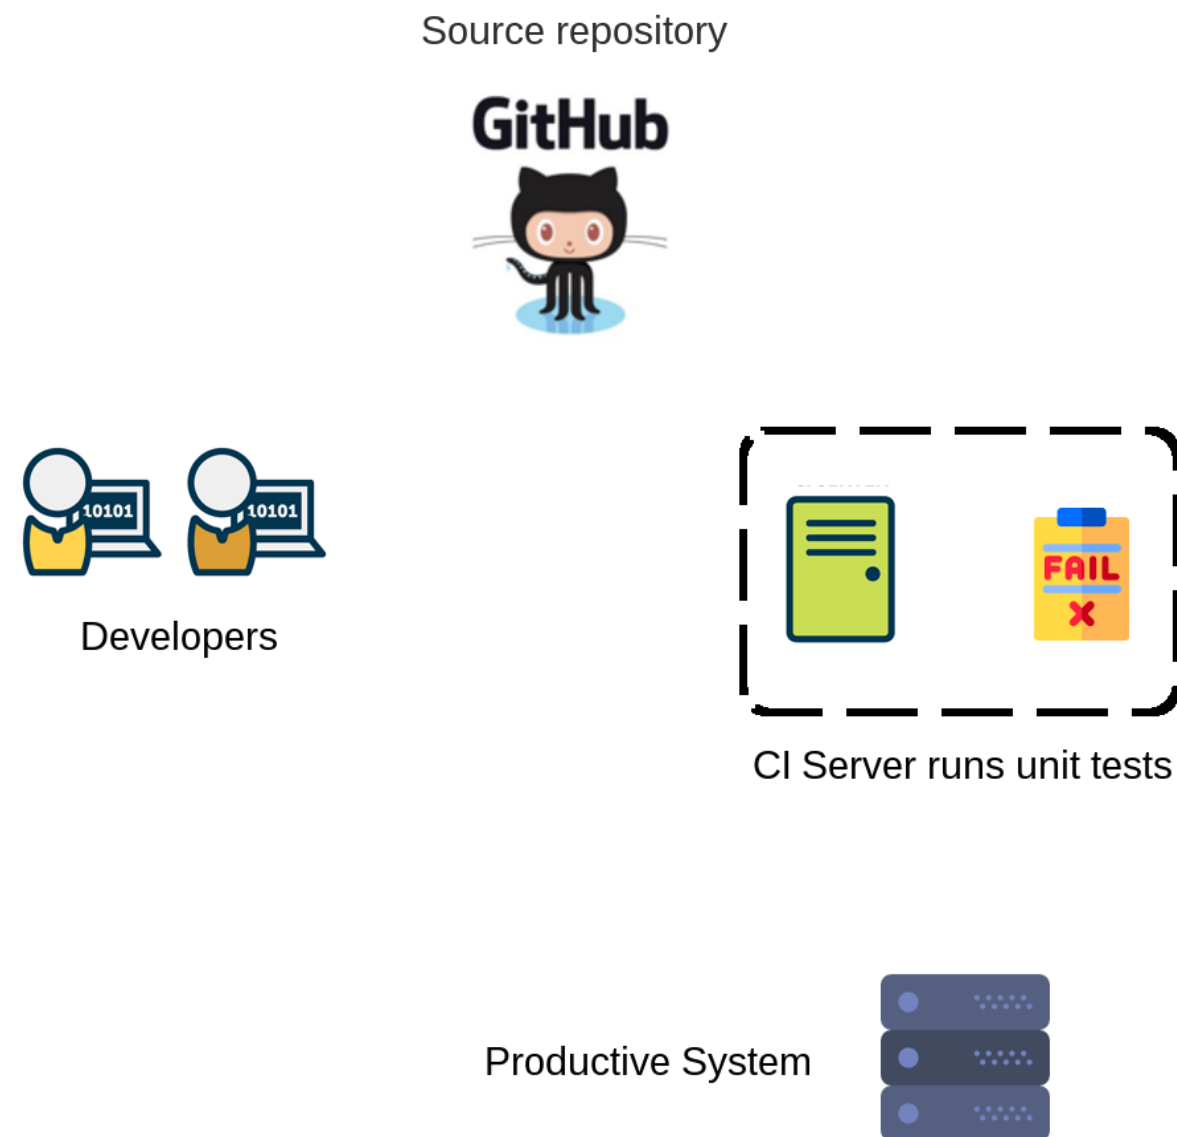 Source repository
GitHub
10101
10101
Developers
FAIL
CI Server runs unit tests
Productive System